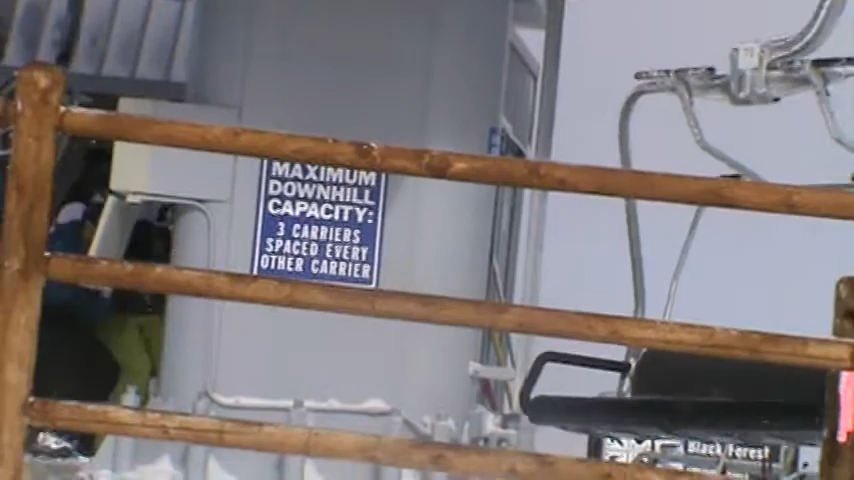 MAXIMUM
DOWNHILL
CAPACITY:
3 CARRIERS
SPACED EVERY
OTHER CARRIER
Black Forest